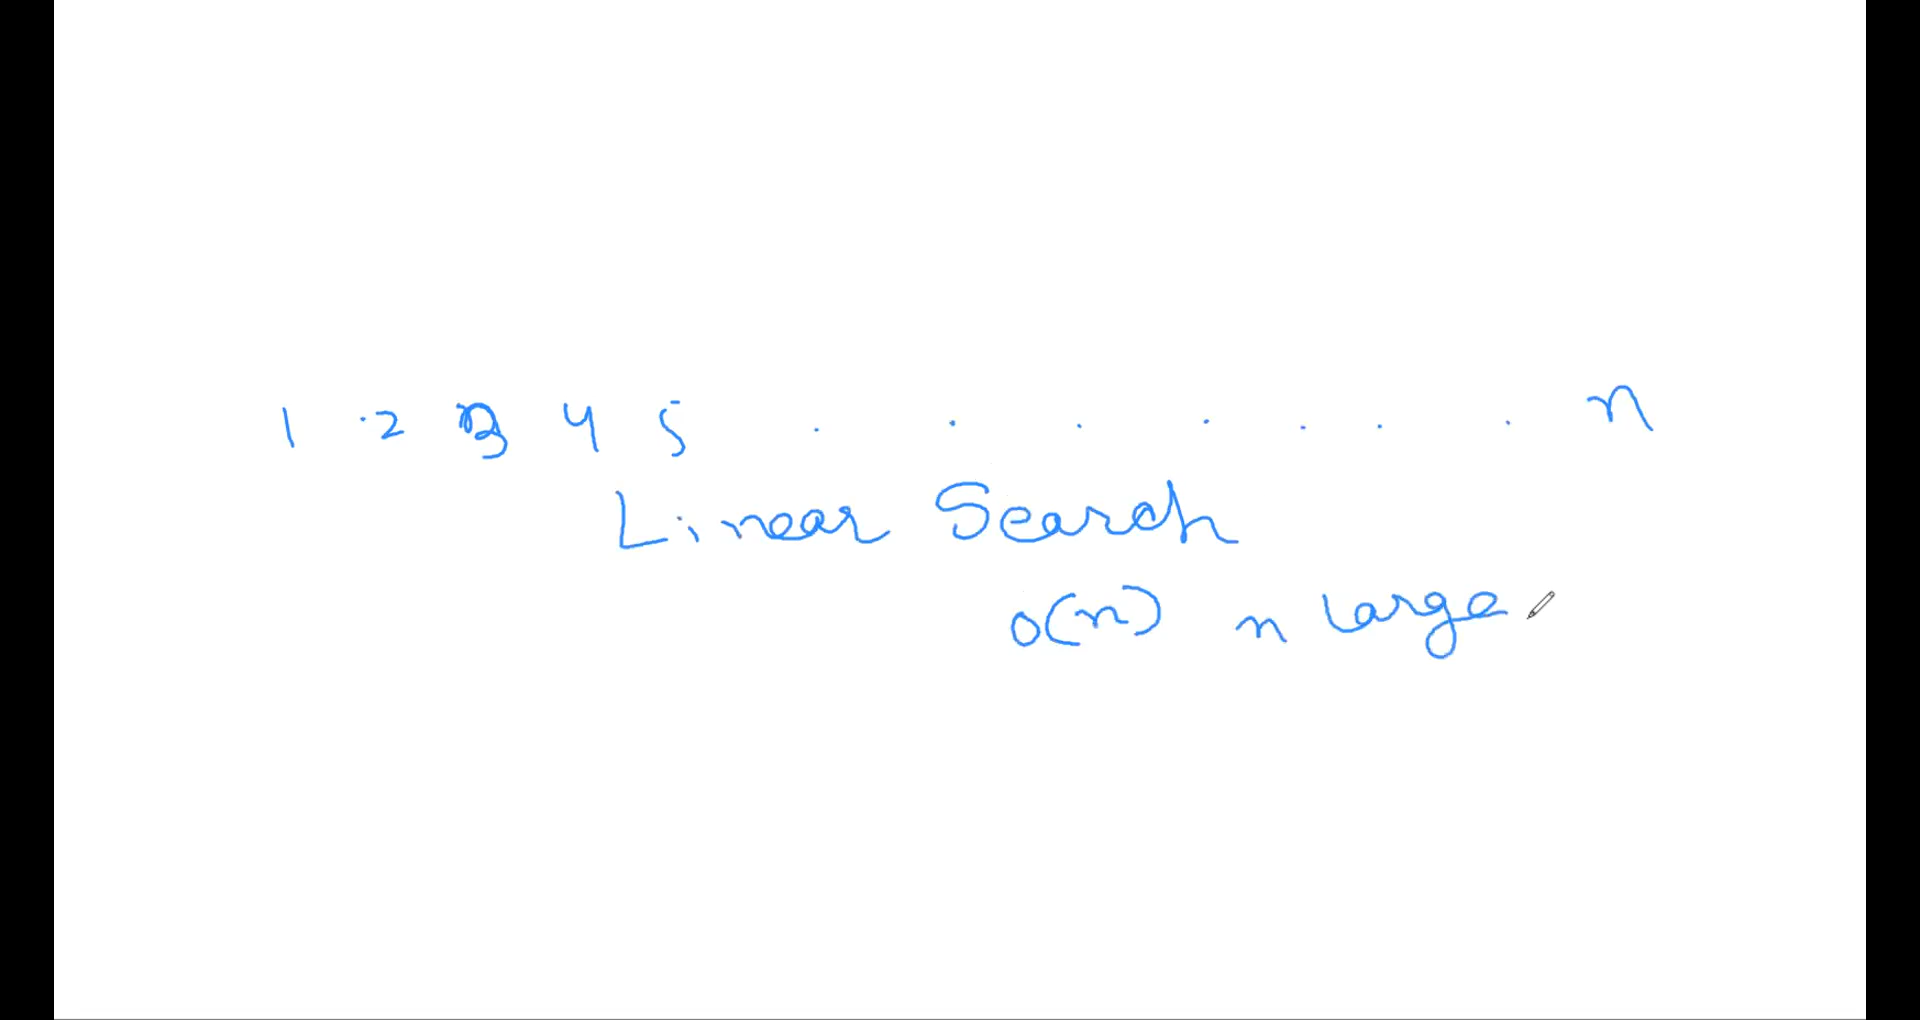 1 2 3 4 5 . . . . . . . n
Linear Search
O(n) n large